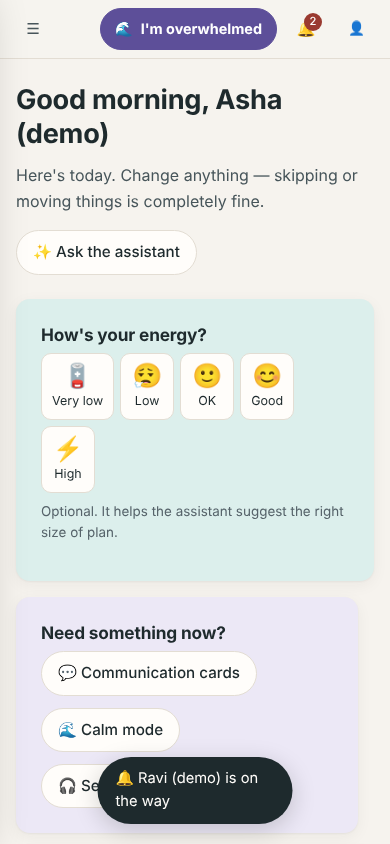 I'm overwhelmed
2
Good morning, Asha
(demo)
Here's today. Change anything — skipping or
moving things is completely fine.
Ask the assistant
How's your energy?
Very low
Low
OK
Good
High
Optional. It helps the assistant suggest the right
size of plan.
Need something now?
Communication cards
Calm mode
Ravi (demo) is on
the way